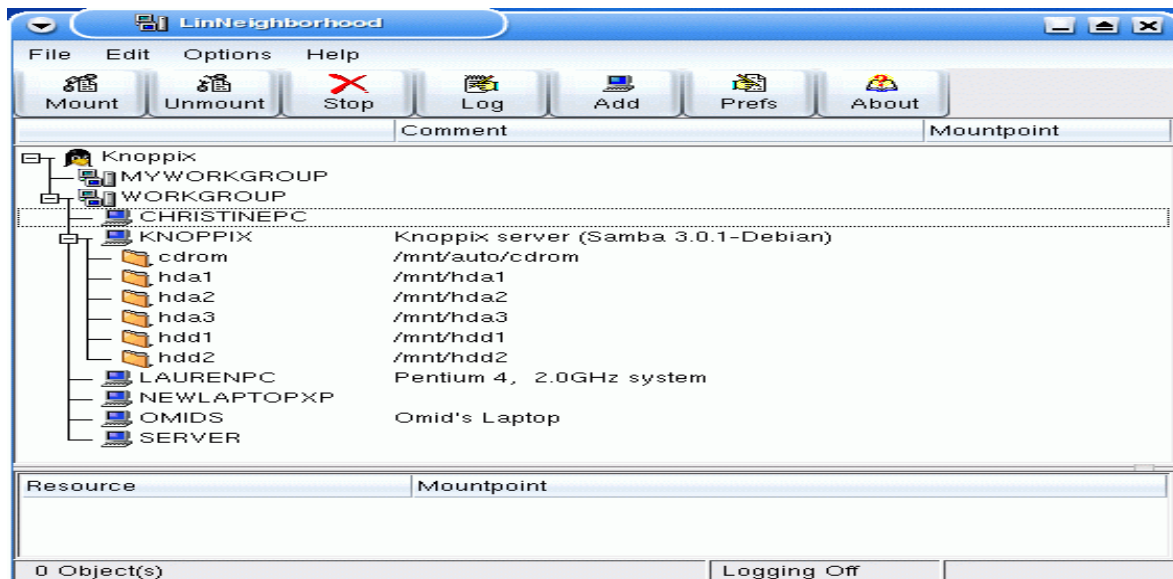 LinNeighborhood
File Edit Options Help
Mount Unmount Stop Log Add Prefs About
Comment Mountpoint
Knoppix
MYWORKGROUP
WORKGROUP
CHRISTINEPC
KNOPPIX Knoppix server (Samba 3.0.1-Debian)
cdrom /mnt/auto/cdrom
hda1 /mnt/hda1
hda2 /mnt/hda2
hda3 /mnt/hda3
hdd1 /mnt/hdd1
hdd2 /mnt/hdd2
LAURENPC Pentium 4, 2.0GHz system
NEWLAPTOPXP
OMIDS Omid's Laptop
SERVER
Resource Mountpoint
0 Object(s) Logging Off